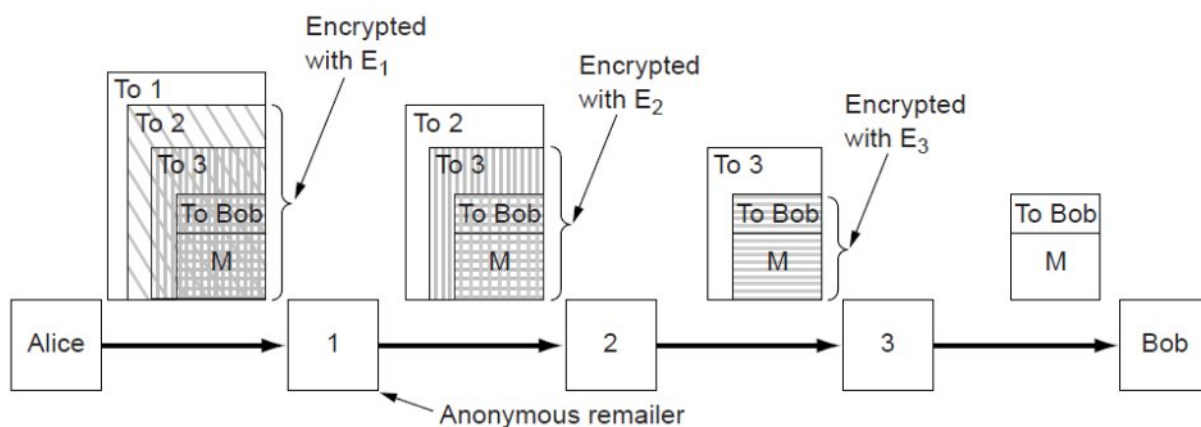 Encrypted
with E1
Encrypted
with E2
Encrypted
with E3
To 1
To 2
To 3
To Bob
M
To 2
To 3
To Bob
M
To 3
To Bob
M
To Bob
M
Alice
1
2
3
Bob
Anonymous remailer